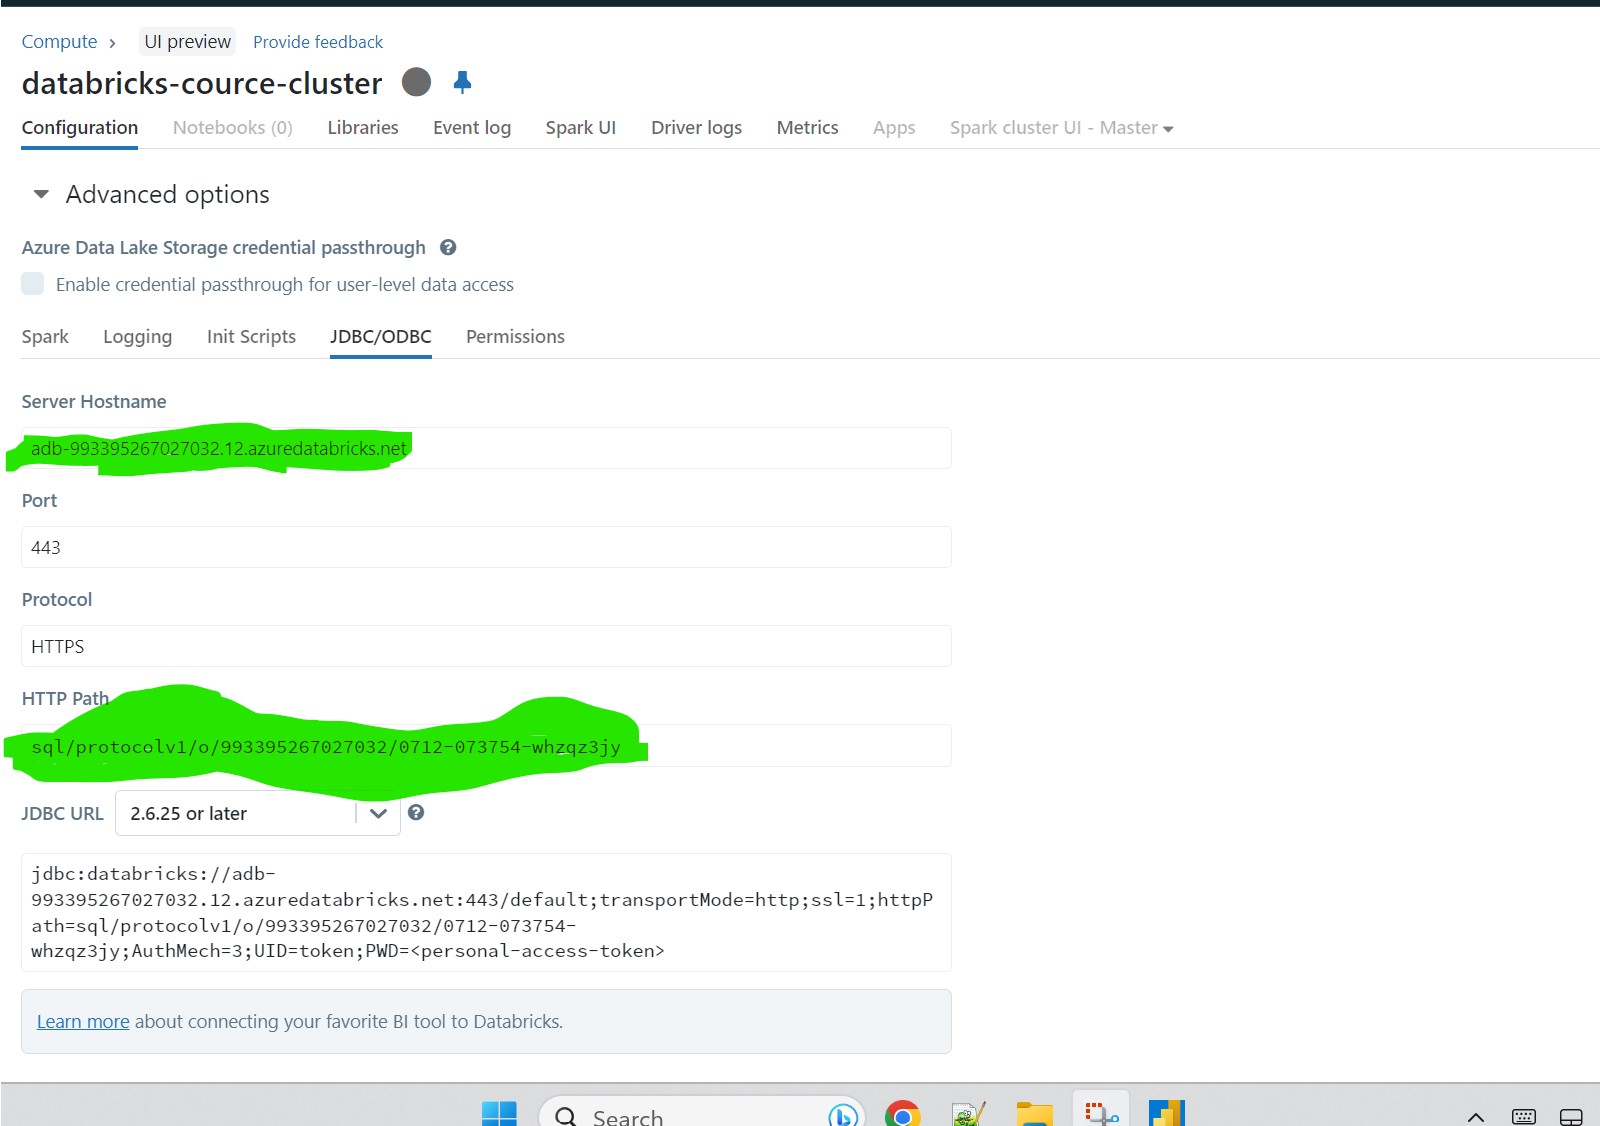 Compute › UI preview Provide feedback
databricks-cource-cluster
Configuration Notebooks (0) Libraries Event log Spark UI Driver logs Metrics Apps Spark cluster UI - Master
Advanced options
Azure Data Lake Storage credential passthrough ?
Enable credential passthrough for user-level data access
Spark Logging Init Scripts JDBC/ODBC Permissions
Server Hostname
adb-993395267027032.12.azuredatabricks.net
Port
443
Protocol
HTTPS
HTTP Path
sql/protocolv1/o/993395267027032/0712-073754-whzqz3jy
JDBC URL 2.6.25 or later ?
jdbc:databricks://adb-
993395267027032.12.azuredatabricks.net:443/default;transportMode=http;ssl=1;httpP
ath=sql/protocolv1/o/993395267027032/0712-073754-
whzqz3jy;AuthMech=3;UID=token;PWD=<personal-access-token>
Learn more about connecting your favorite BI tool to Databricks.
Search